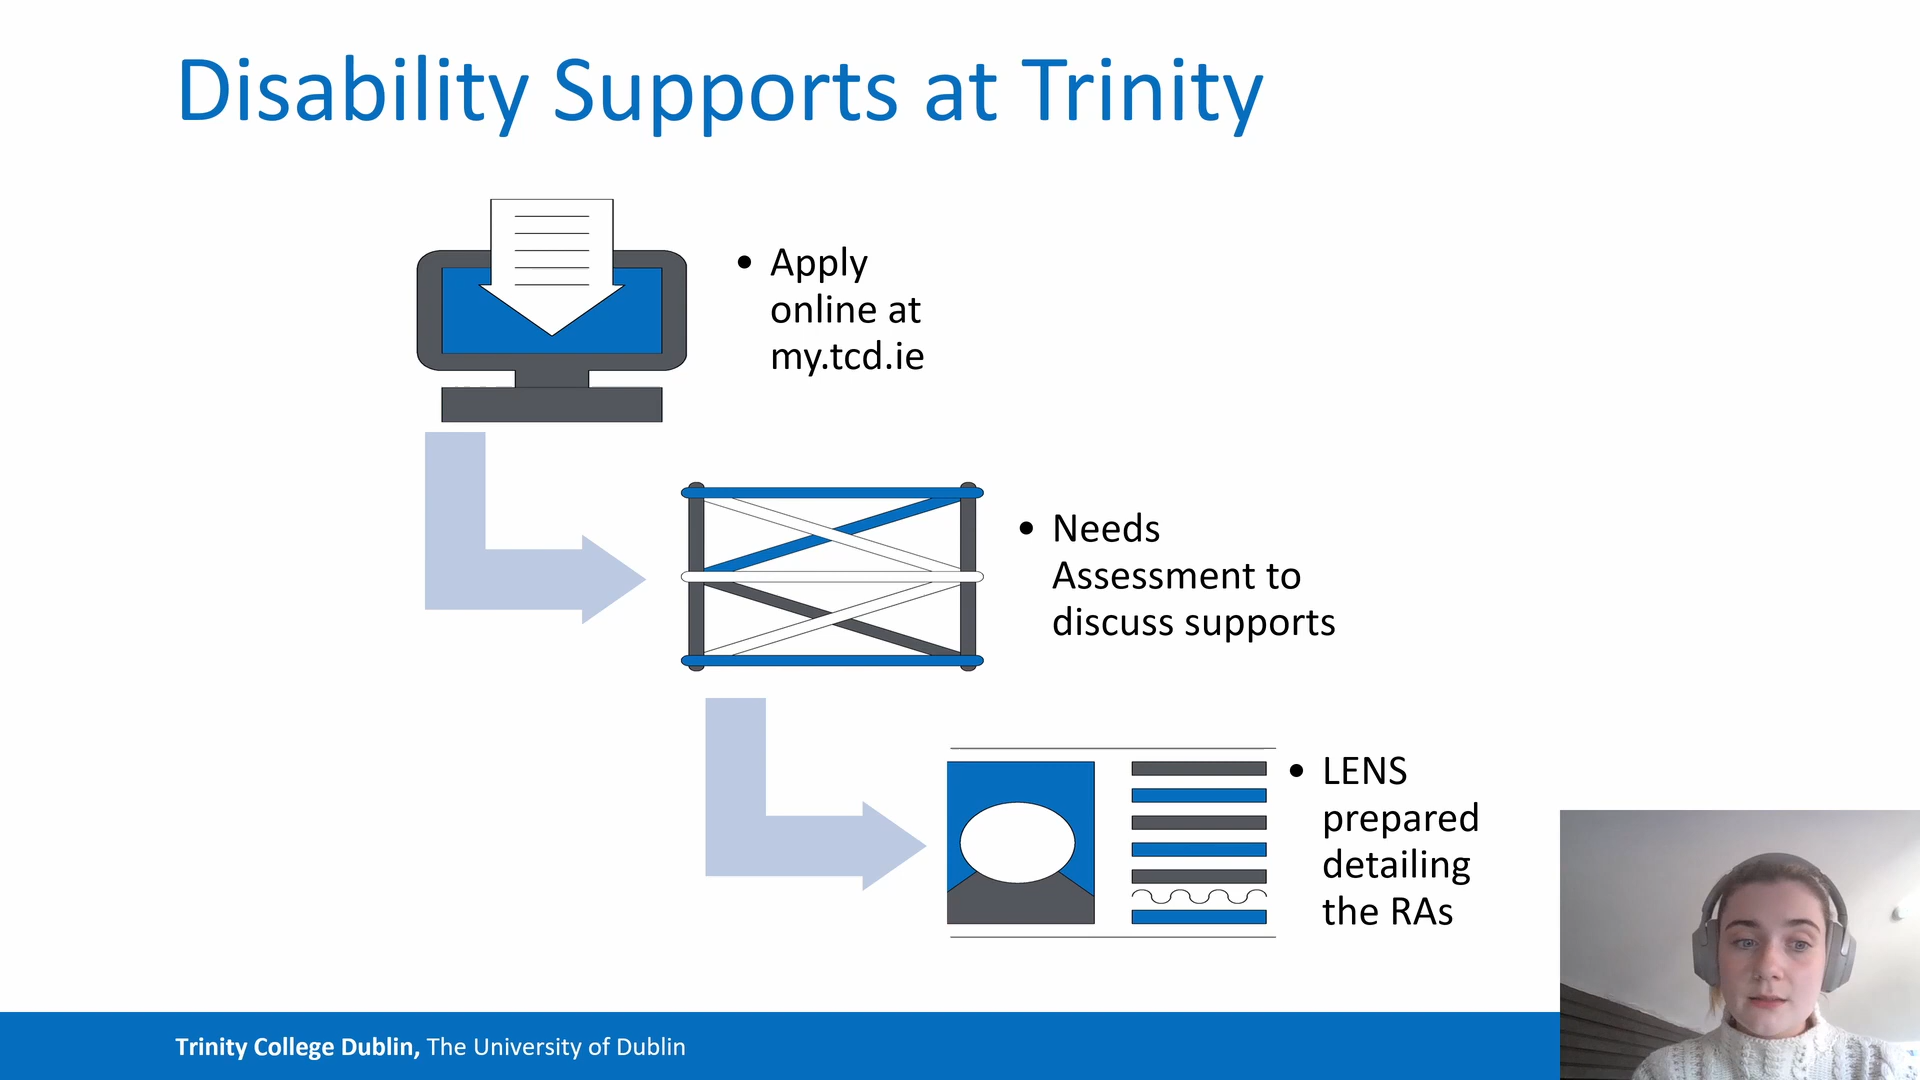 Disability Supports at Trinity
• Apply
online at
my.tcd.ie
• Needs
Assessment to
discuss supports
• LENS
prepared
detailing
the RAs
Trinity College Dublin, The University of Dublin